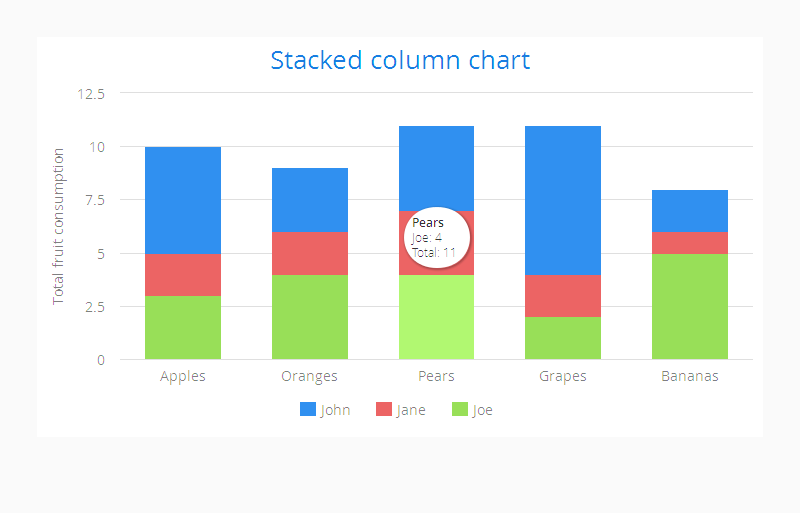 Stacked column chart
Total fruit consumption
12.5
10
7.5
5
2.5
0
Pears
Joe: 4
Total: 11
Apples
Oranges
Pears
Grapes
Bananas
John
Jane
Joe